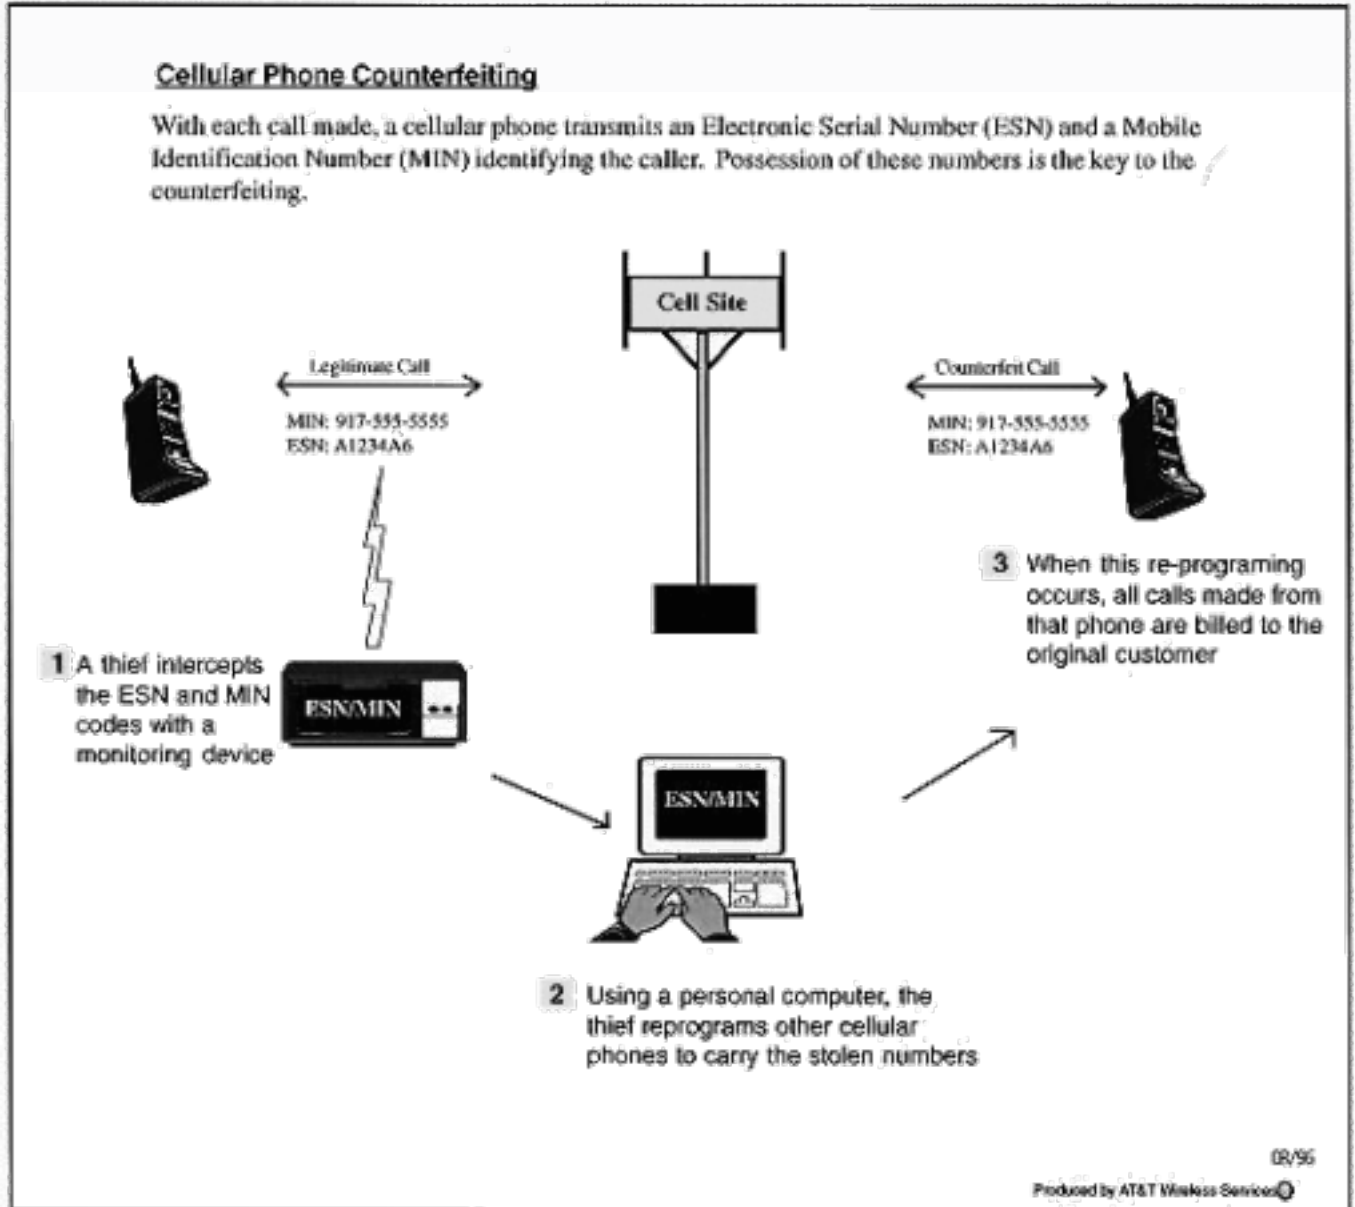 Cellular Phone Counterfeiting
With each call made, a cellular phone transmits an Electronic Serial Number (ESN) and a Mobile
Identification Number (MIN) identifying the caller. Possession of these numbers is the key to the
counterfeiting.
Cell Site
Legitimate Call
MIN: 917-555-5555
ESN: A1234A6
Counterfeit Call
MIN: 917-555-5555
ESN: A1234A6
1 A thief intercepts
the ESN and MIN
codes with a
monitoring device
ESN/MIN
ESN/MIN
2 Using a personal computer, the
thief reprograms other cellular
phones to carry the stolen numbers
3 When this re-programing
occurs, all calls made from
that phone are billed to the
original customer
08/96
Produced by AT&T Wireless Services